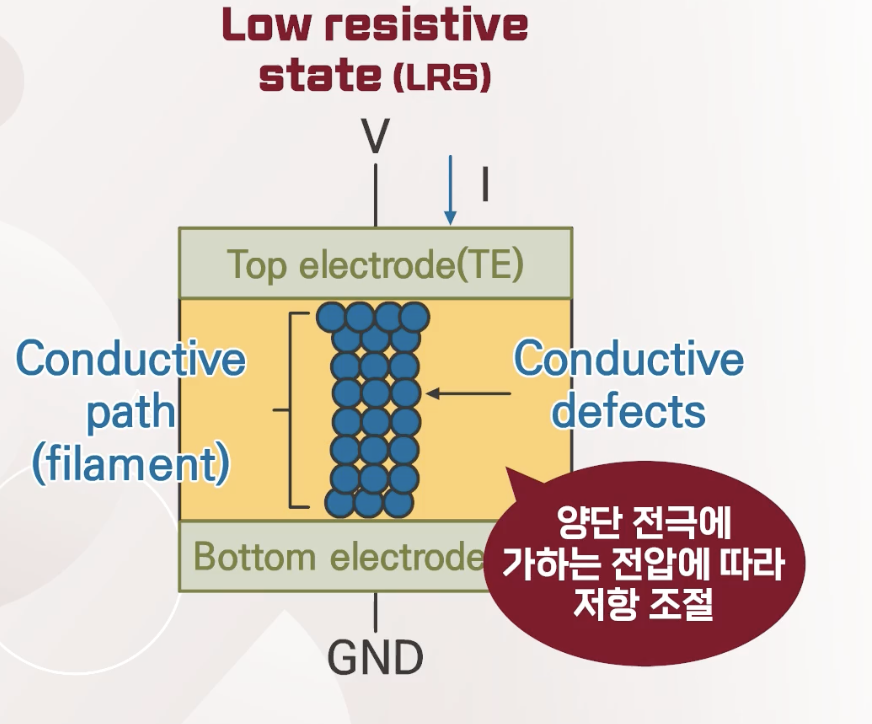 Low resistive
state (LRS)
V
I
Top electrode(TE)
Conductive
path
(filament)
Conductive
defects
Bottom electrode
양단 전극에
가하는 전압에 따라
저항 조절
GND